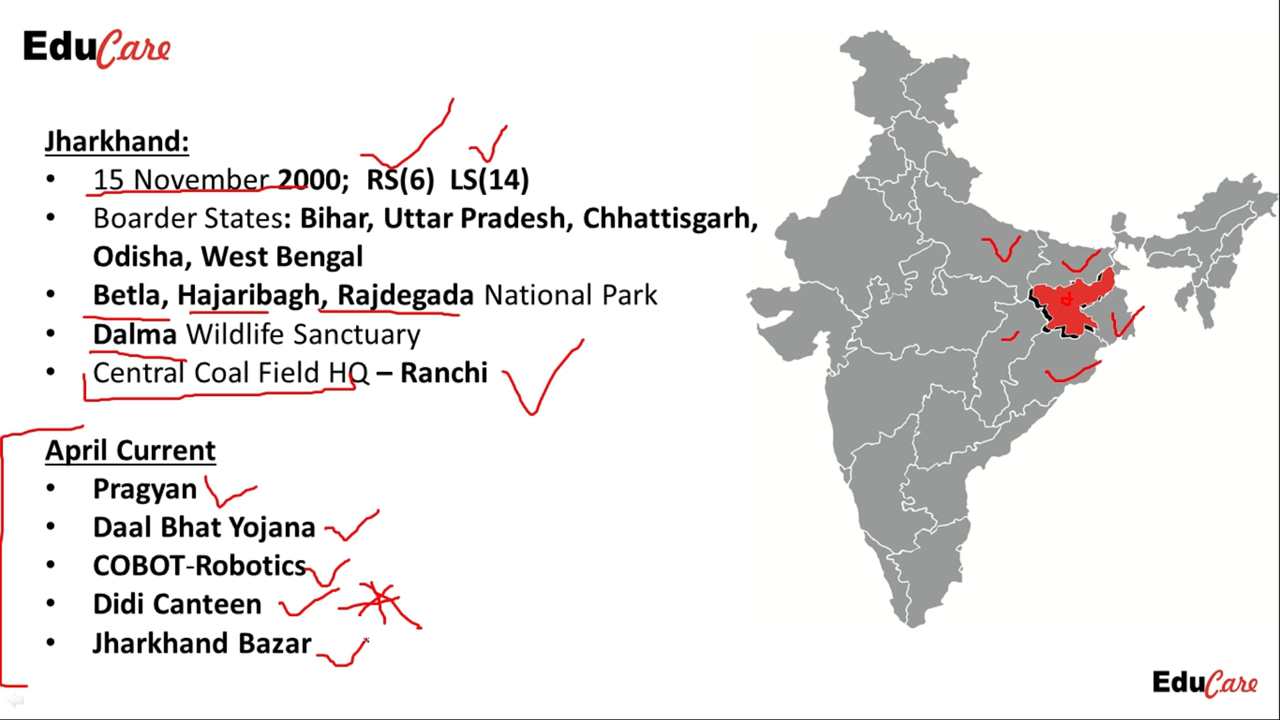 EduCare
Jharkhand:
• 15 November 2000; RS(6) LS(14)
• Boarder States: Bihar, Uttar Pradesh, Chhattisgarh,
Odisha, West Bengal
• Betla, Hajaribagh, Rajdegada National Park
• Dalma Wildlife Sanctuary
• Central Coal Field HQ – Ranchi
April Current
• Pragyan
• Daal Bhat Yojana
• COBOT-Robotics
• Didi Canteen
• Jharkhand Bazar
EduCare